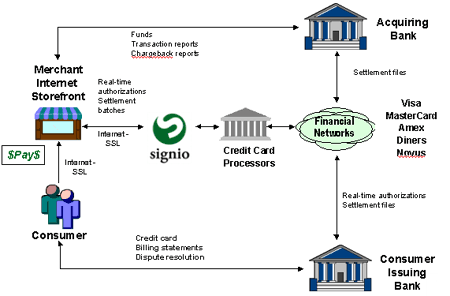 Funds
Transaction reports
Chargeback reports
Acquiring
Bank
Merchant
Internet
Storefront
Real-time
authorizations
Settlement
batches
Settlement files
Internet-
SSL
signio
Credit Card
Processors
Financial
Networks
Visa
MasterCard
Amex
Diners
Novus
$Pay$
Internet-
SSL
Consumer
Real-time authorizations
Settlement files
Credit card
Billing statements
Dispute resolution
Consumer
Issuing
Bank